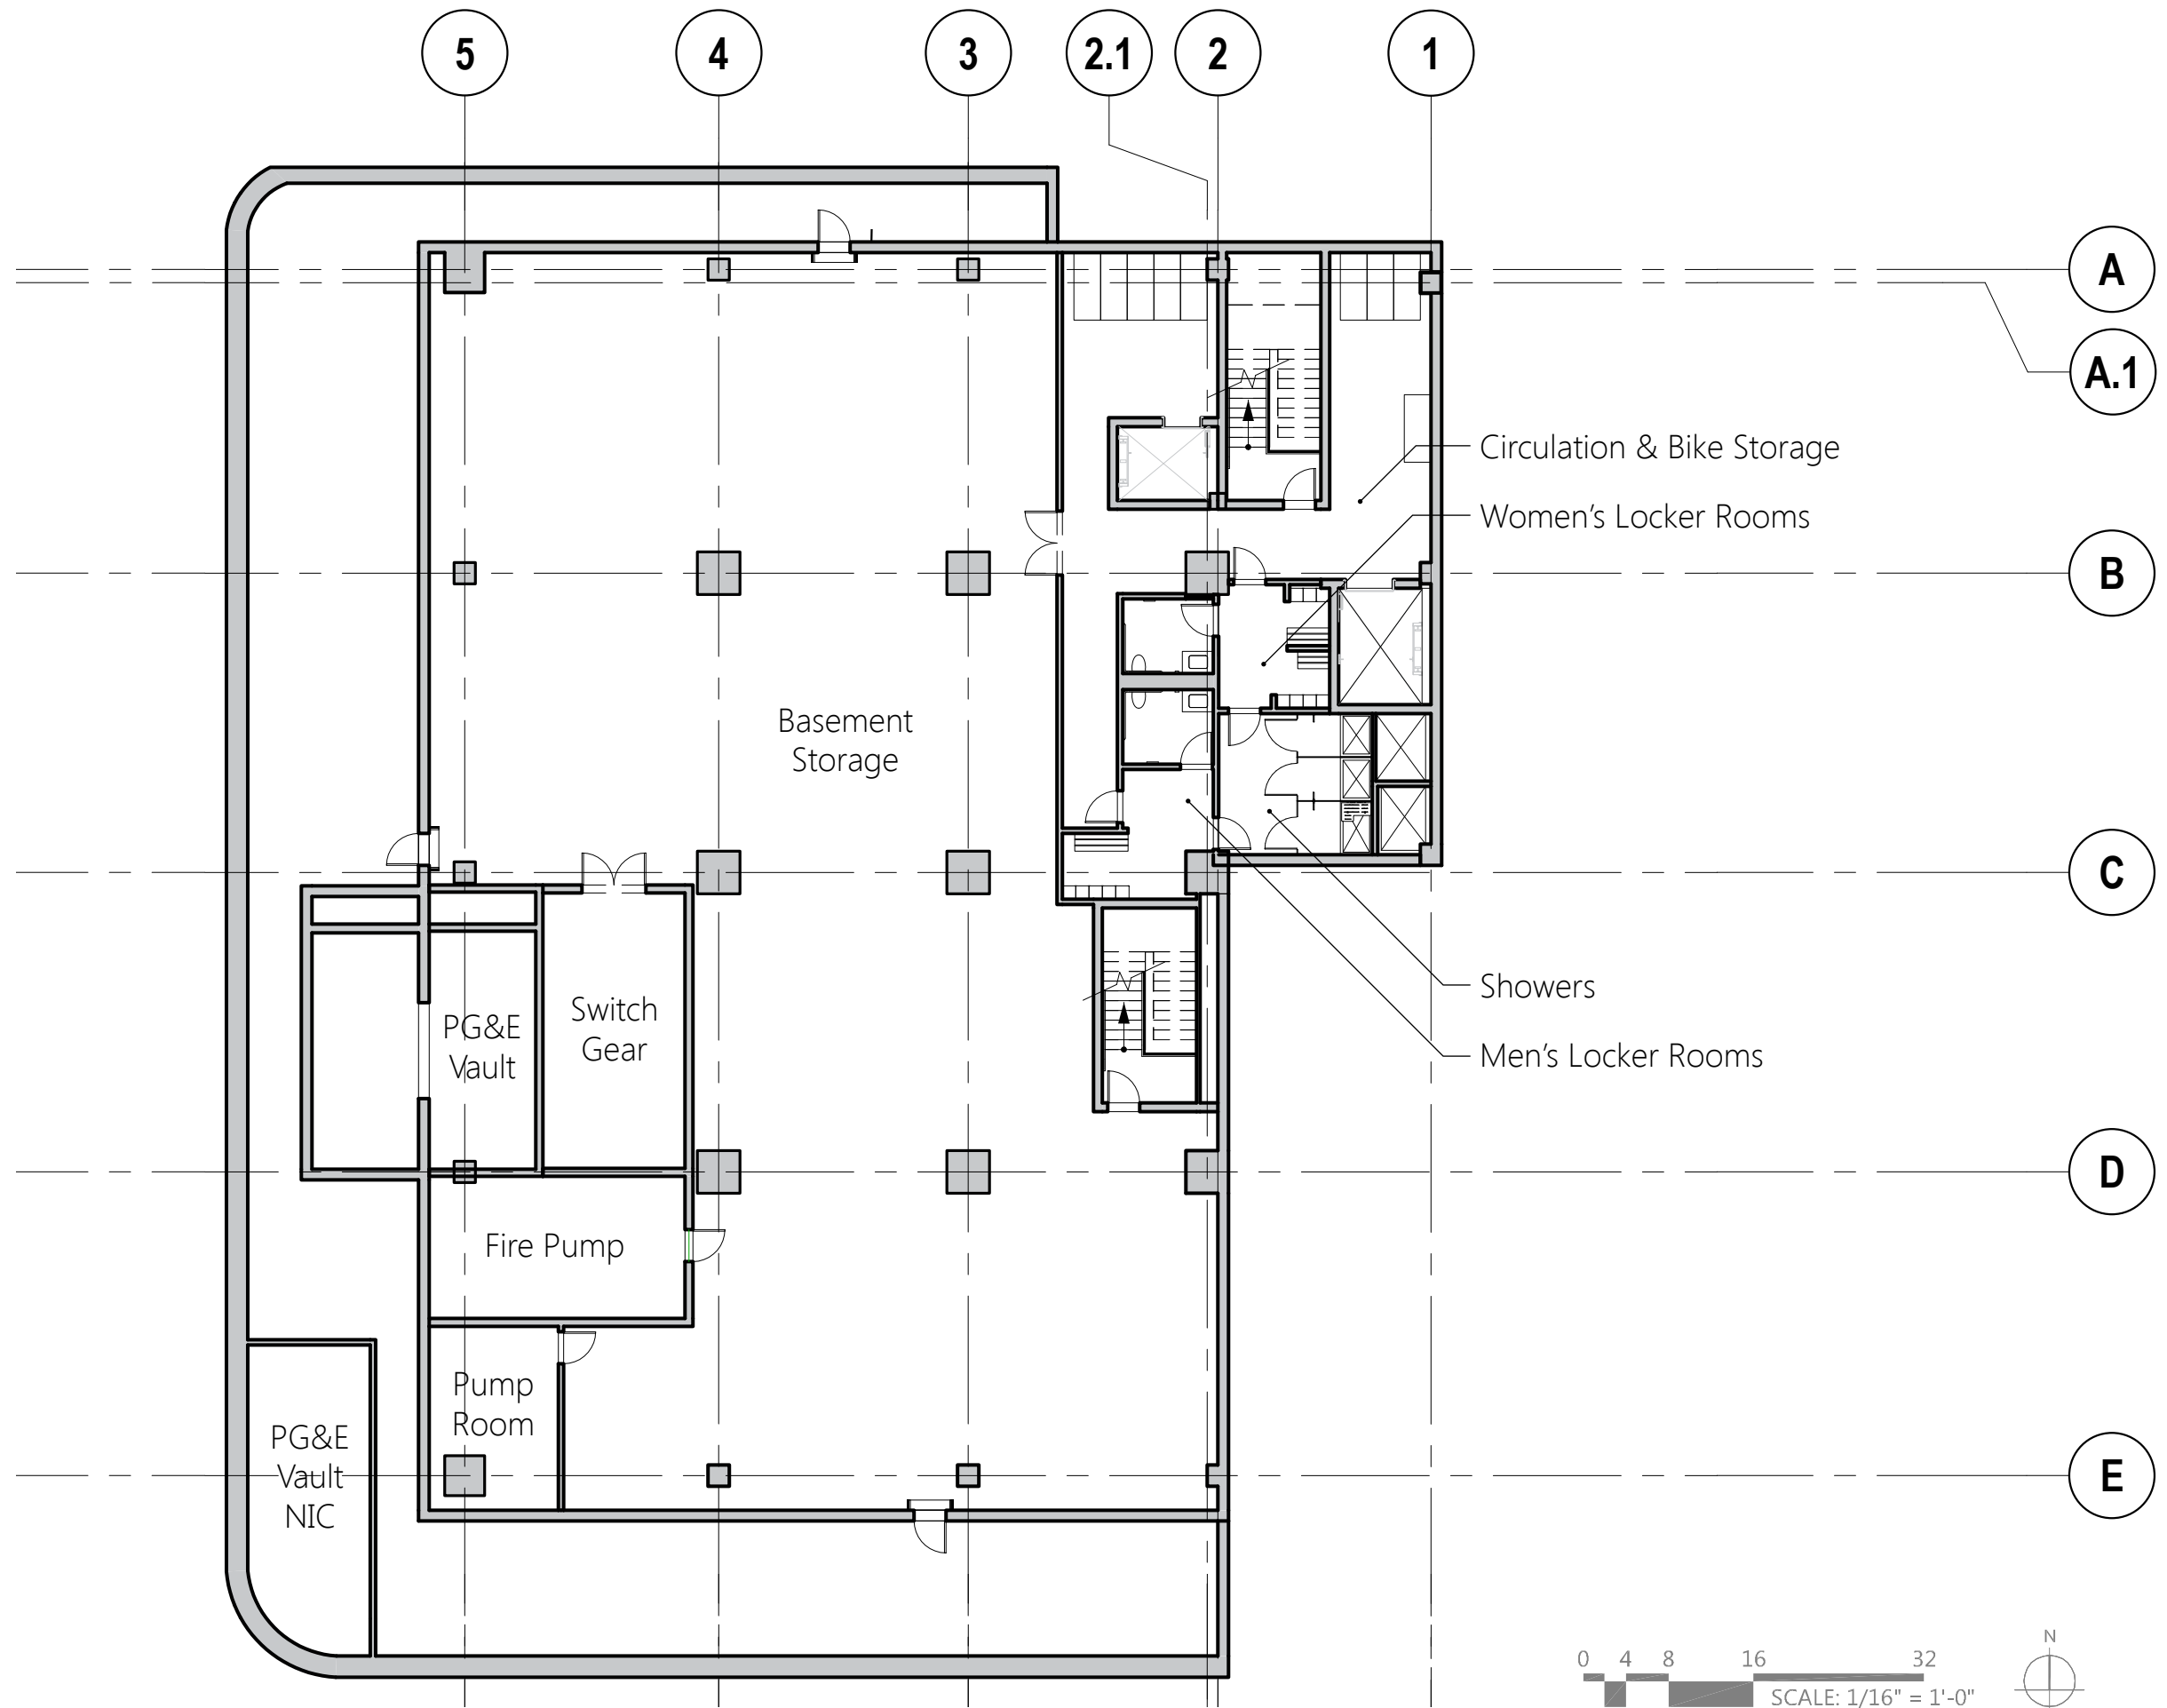 5
4
3
2.1
2
1
A
A.1
Circulation & Bike Storage
Women's Locker Rooms
B
Basement
Storage
C
Showers
Switch
Gear
PG&E
Vault
Men's Locker Rooms
D
Fire Pump
Pump
Room
PG&E
Vault
NIC
E
N
0 4 8 16 32
SCALE: 1/16" = 1'-0"